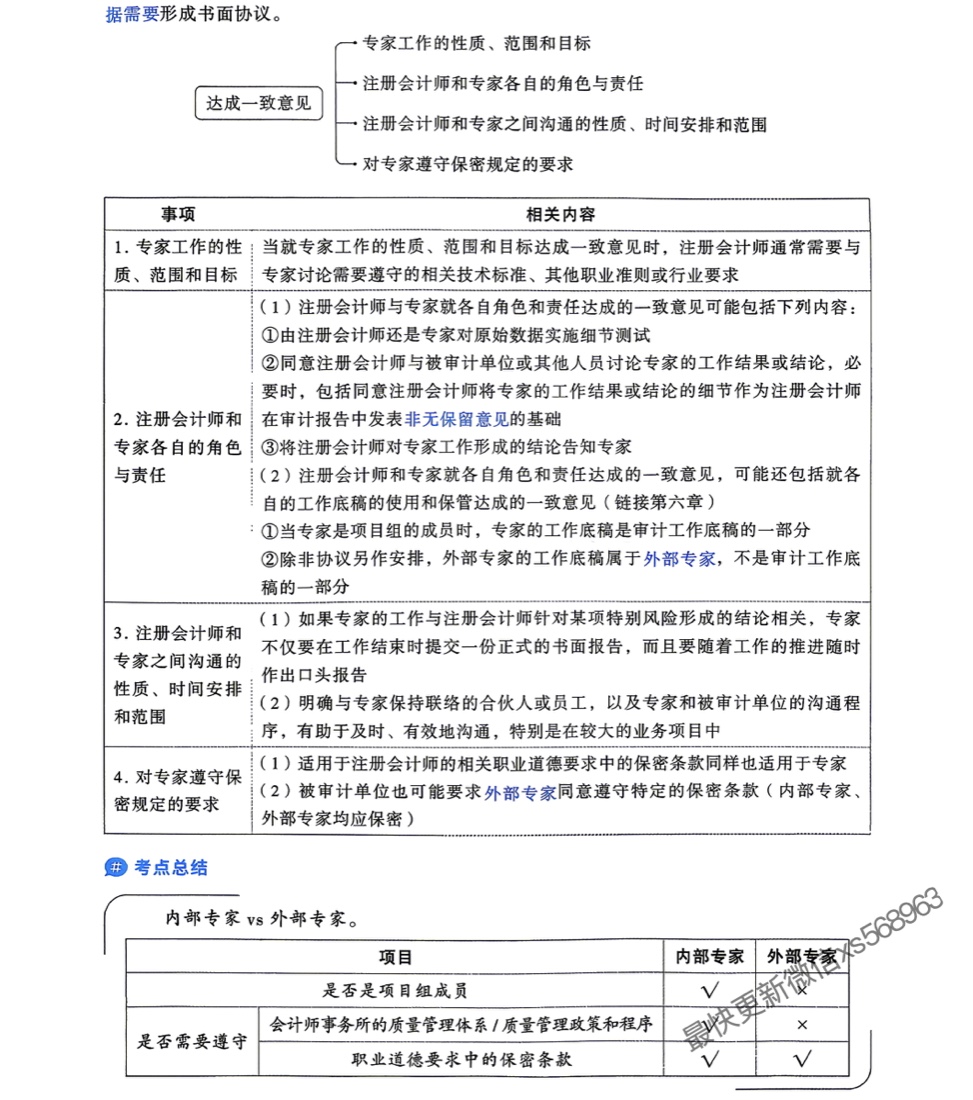 据需要形成书面协议。
达成一致意见
专家工作的性质、范围和目标
注册会计师和专家各自的角色与责任
注册会计师和专家之间沟通的性质、时间安排和范围
对专家遵守保密规定的要求
事项 相关内容
1. 专家工作的性
质、范围和目标
当就专家工作的性质、范围和目标达成一致意见时，注册会计师通常需要与
专家讨论需要遵守的相关技术标准、其他职业准则或行业要求
2. 注册会计师和
专家各自的角色
与责任
（1）注册会计师与专家就各自角色和责任达成的一致意见可能包括下列内容：
①由注册会计师还是专家对原始数据实施细节测试
②同意注册会计师与被审计单位或其他人员讨论专家的工作结果或结论，必
要时，包括同意注册会计师将专家的工作结果或结论的细节作为注册会计师
在审计报告中发表非无保留意见的基础
③将注册会计师对专家工作形成的结论告知专家
（2）注册会计师和专家就各自角色和责任达成的一致意见，可能还包括就各
自的工作底稿的使用和保管达成的一致意见（链接第六章）
①当专家是项目组的成员时，专家的工作底稿是审计工作底稿的一部分
②除非协议另作安排，外部专家的工作底稿属于外部专家，不是审计工作底
稿的一部分
3. 注册会计师和
专家之间沟通的
性质、时间安排
和范围
（1）如果专家的工作与注册会计师针对某项特别风险形成的结论相关，专家
不仅要在工作结束时提交一份正式的书面报告，而且要随着工作的推进随时
作出口头报告
（2）明确与专家保持联络的合伙人或员工，以及专家和被审计单位的沟通程
序，有助于及时、有效地沟通，特别是在较大的业务项目中
4. 对专家遵守保
密规定的要求
（1）适用于注册会计师的相关职业道德要求中的保密条款同样也适用于专家
（2）被审计单位也可能要求外部专家同意遵守特定的保密条款（内部专家、
外部专家均应保密）
# 考点总结
内部专家 vs 外部专家。
项目 内部专家 外部专家
是否是项目组成员 √ ×
是否需要遵守
会计师事务所的质量管理体系/质量管理政策和程序 √ ×
职业道德要求中的保密条款 √ √
最快更新微信xs568963